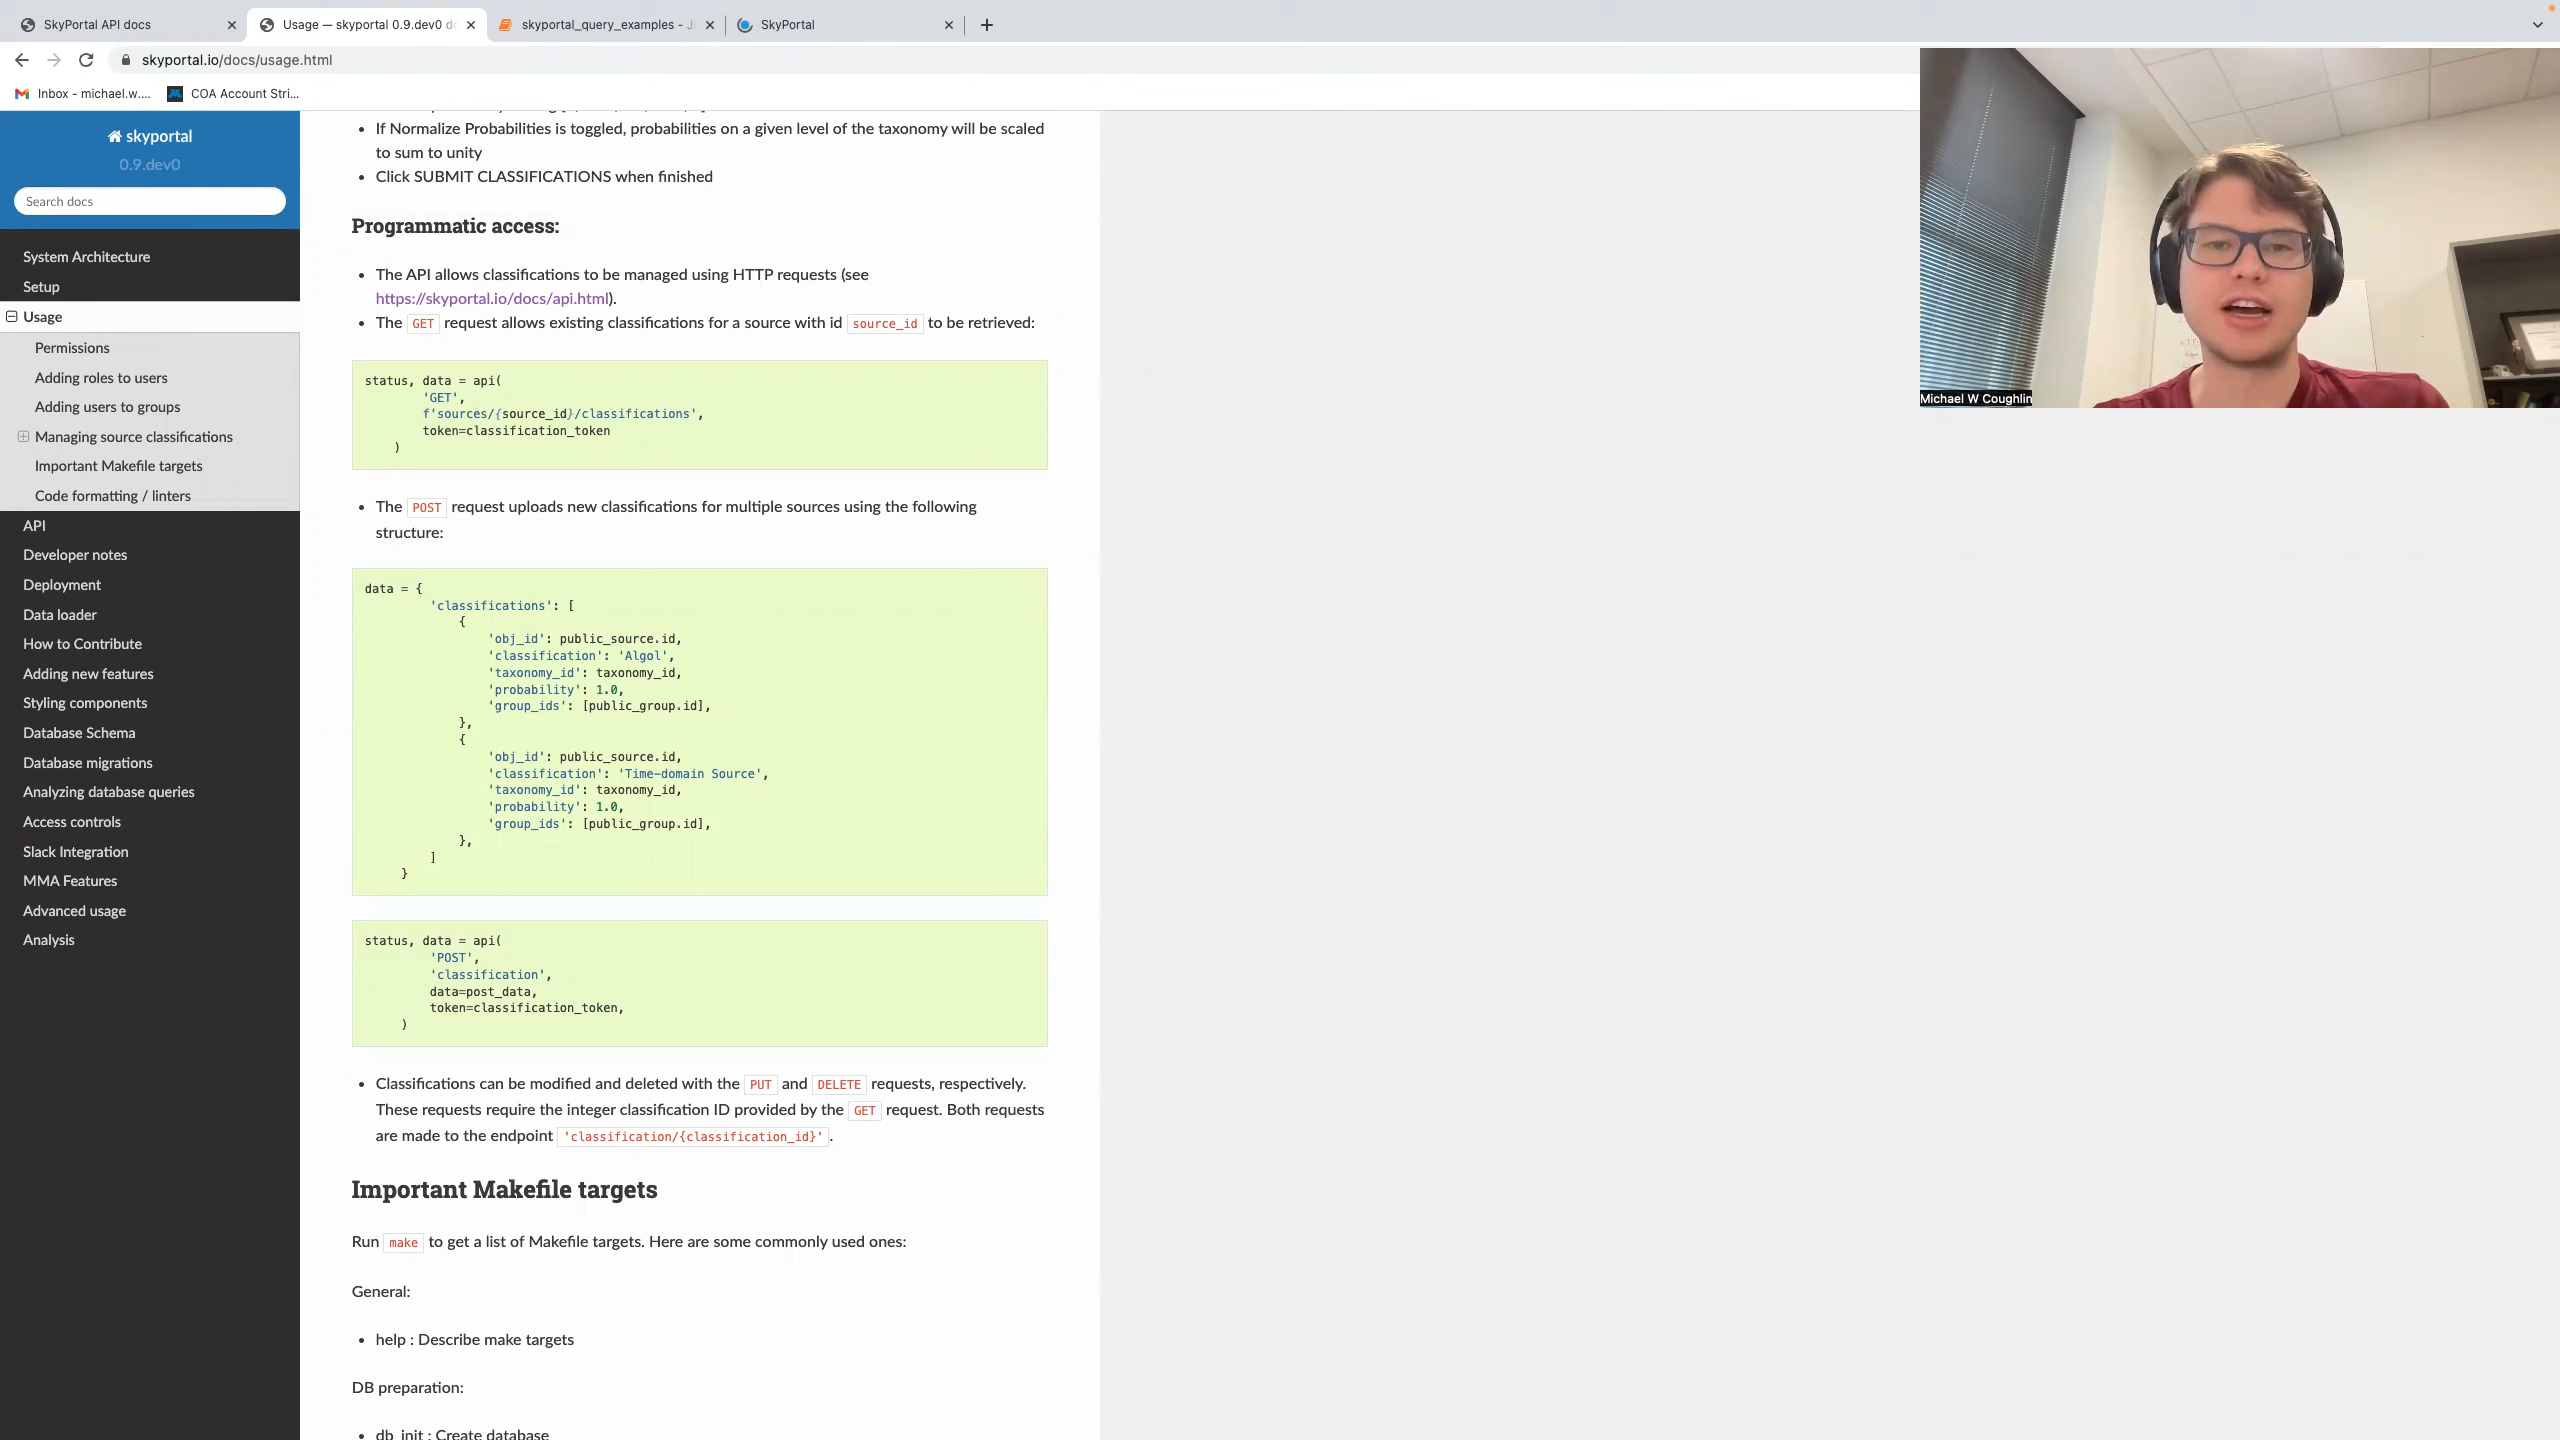 SkyPortal API docs
Usage — skyportal 0.9.dev0 do
skyportal_query_examples - J
SkyPortal
skyportal.io/docs/usage.html
Inbox - michael.w....
COA Account Stri...
skyportal
0.9.dev0
Search docs
System Architecture
Setup
Usage
Permissions
Adding roles to users
Adding users to groups
Managing source classifications
Important Makefile targets
Code formatting / linters
API
Developer notes
Deployment
Data loader
How to Contribute
Adding new features
Styling components
Database Schema
Database migrations
Analyzing database queries
Access controls
Slack Integration
MMA Features
Advanced usage
Analysis
• If Normalize Probabilities is toggled, probabilities on a given level of the taxonomy will be scaled
to sum to unity
• Click SUBMIT CLASSIFICATIONS when finished
Programmatic access:
• The API allows classifications to be managed using HTTP requests (see
https://skyportal.io/docs/api.html).
• The GET request allows existing classifications for a source with id source_id to be retrieved:
status, data = api(
'GET',
f'sources/{source_id}/classifications',
token=classification_token
)
• The POST request uploads new classifications for multiple sources using the following
structure:
data = {
'classifications': [
{
'obj_id': public_source.id,
'classification': 'Algol',
'taxonomy_id': taxonomy_id,
'probability': 1.0,
'group_ids': [public_group.id],
},
{
'obj_id': public_source.id,
'classification': 'Time-domain Source',
'taxonomy_id': taxonomy_id,
'probability': 1.0,
'group_ids': [public_group.id],
},
]
}
status, data = api(
'POST',
'classification',
data=post_data,
token=classification_token,
)
• Classifications can be modified and deleted with the PUT and DELETE requests, respectively.
These requests require the integer classification ID provided by the GET request. Both requests
are made to the endpoint 'classification/{classification_id}'.
Important Makefile targets
Run make to get a list of Makefile targets. Here are some commonly used ones:
General:
• help : Describe make targets
DB preparation:
• db_init : Create database
Michael W Coughlin